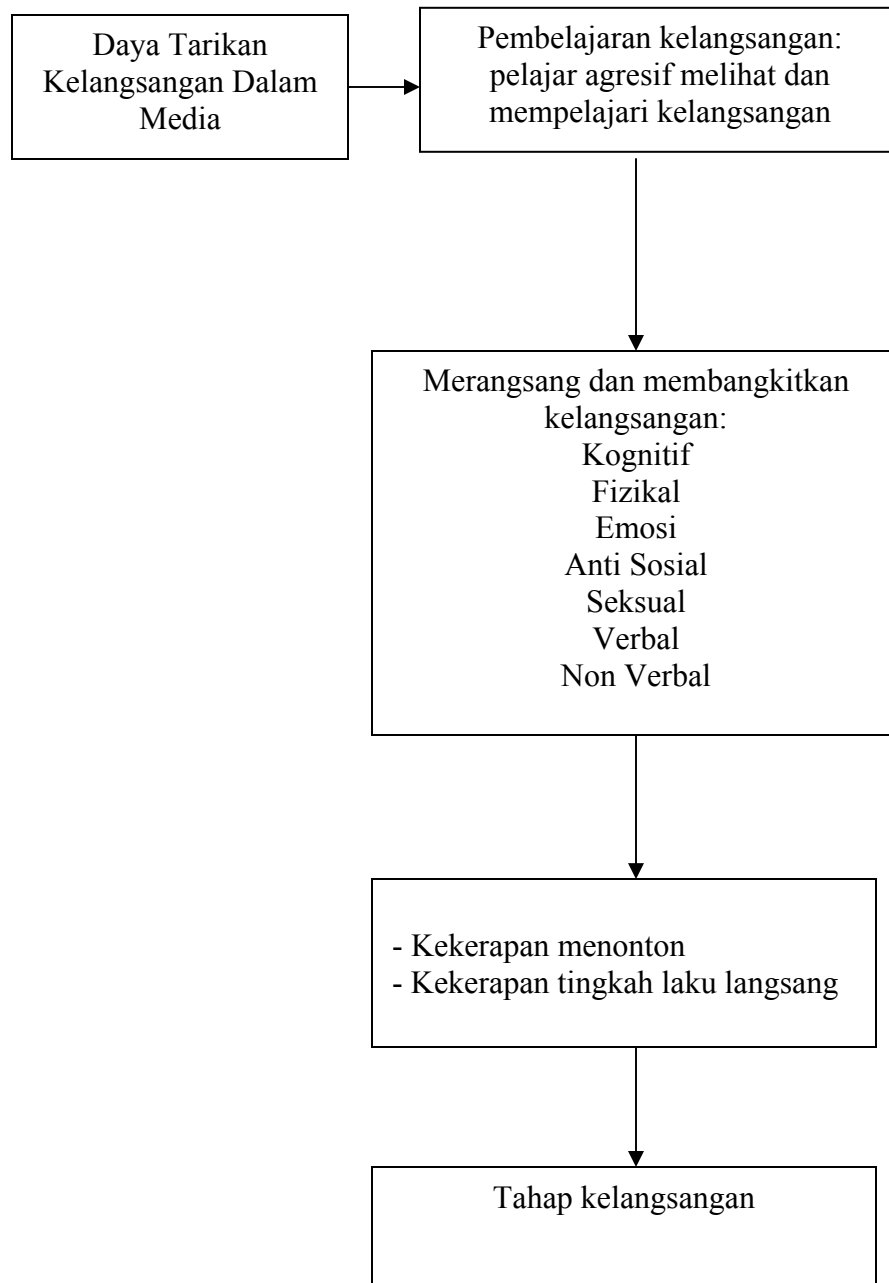 Daya Tarikan
Kelangsangan Dalam
Media
Pembelajaran kelangsangan:
pelajar agresif melihat dan
mempelajari kelangsangan
Merangsang dan membangkitkan
kelangsangan:
Kognitif
Fizikal
Emosi
Anti Sosial
Seksual
Verbal
Non Verbal
- Kekerapan menonton
- Kekerapan tingkah laku langsang
Tahap kelangsangan